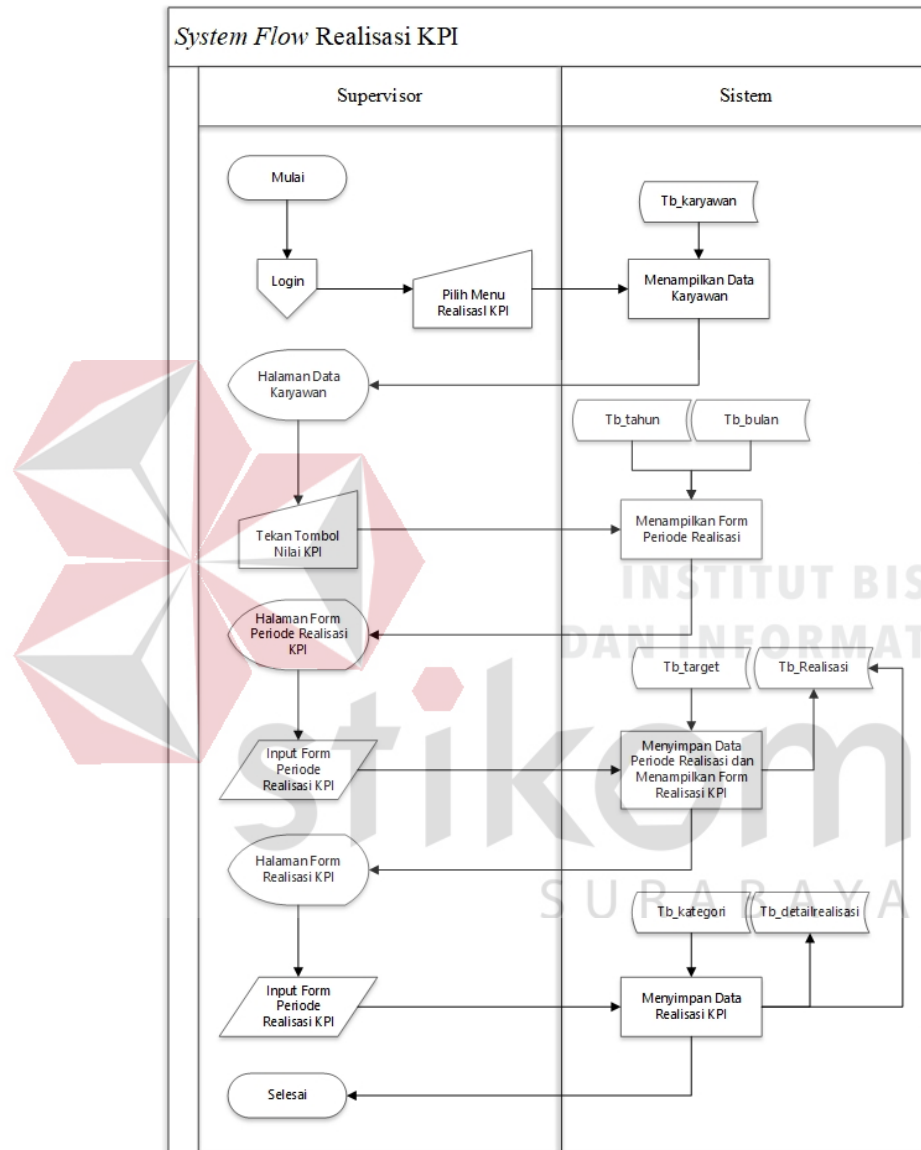 System Flow Realisasi KPI
Supervisor
Sistem
Mulai
Tb_karyawan
Login
Pilih Menu
Realisasi KPI
Menampilkan Data
Karyawan
Halaman Data
Karyawan
Tb_tahun
Tb_bulan
Tekan Tombol
Nilai KPI
Menampilkan Form
Periode Realisasi
INSTITUT BIS
DAN INFORMAT
Halaman Form
Periode Realisasi
KPI
Tb_target
Tb_Realisasi
stikom
Input Form
Periode
Realisasi KPI
Menyimpan Data
Periode Realisasi dan
Menampilkan Form
Realisasi KPI
Halaman Form
Realisasi KPI
SURABAYA
Tb_kategori
Tb_detailrealisasi
Input Form
Periode
Realisasi KPI
Menyimpan Data
Realisasi KPI
Selesai